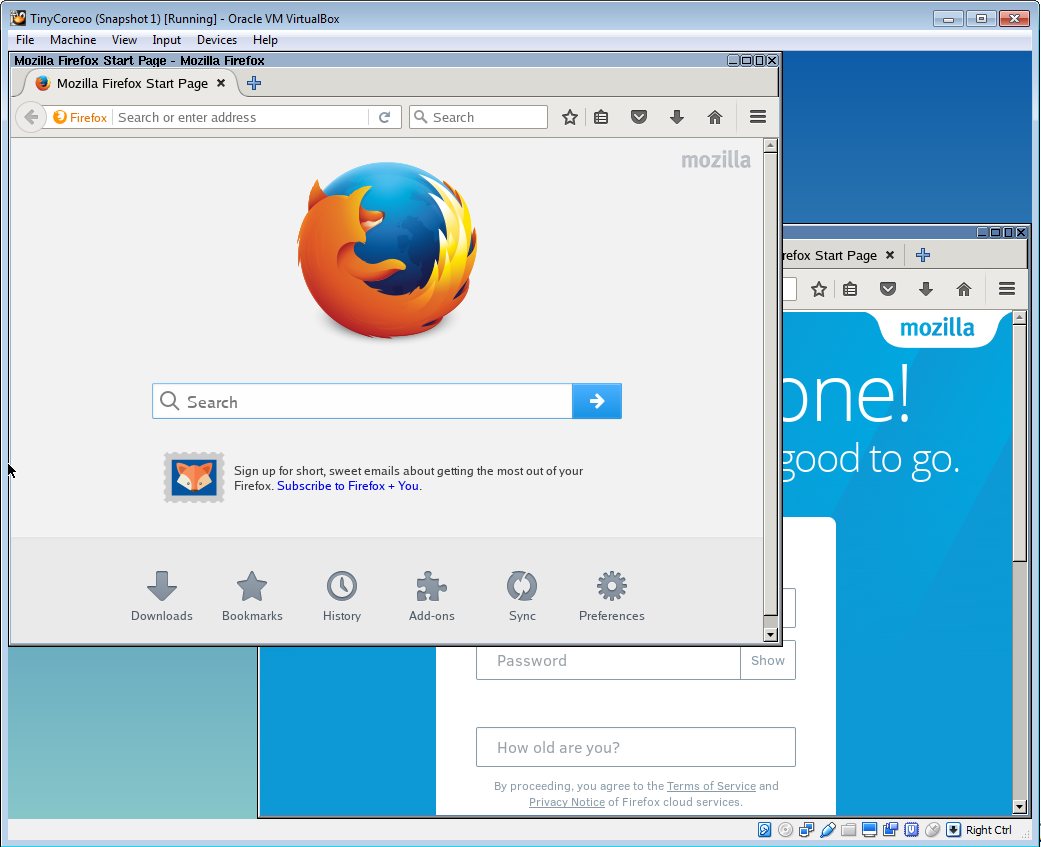 TinyCoreoo (Snapshot 1) [Running] - Oracle VM VirtualBox
File Machine View Input Devices Help
Mozilla Firefox Start Page - Mozilla Firefox
Mozilla Firefox Start Page
Firefox Search or enter address Search
mozilla
Search
Sign up for short, sweet emails about getting the most out of your
Firefox. Subscribe to Firefox + You.
Downloads Bookmarks History Add-ons Sync Preferences
refox Start Page
mozilla
one!
good to go.
Password Show
How old are you?
By proceeding, you agree to the Terms of Service and
Privacy Notice of Firefox cloud services.
Right Ctrl